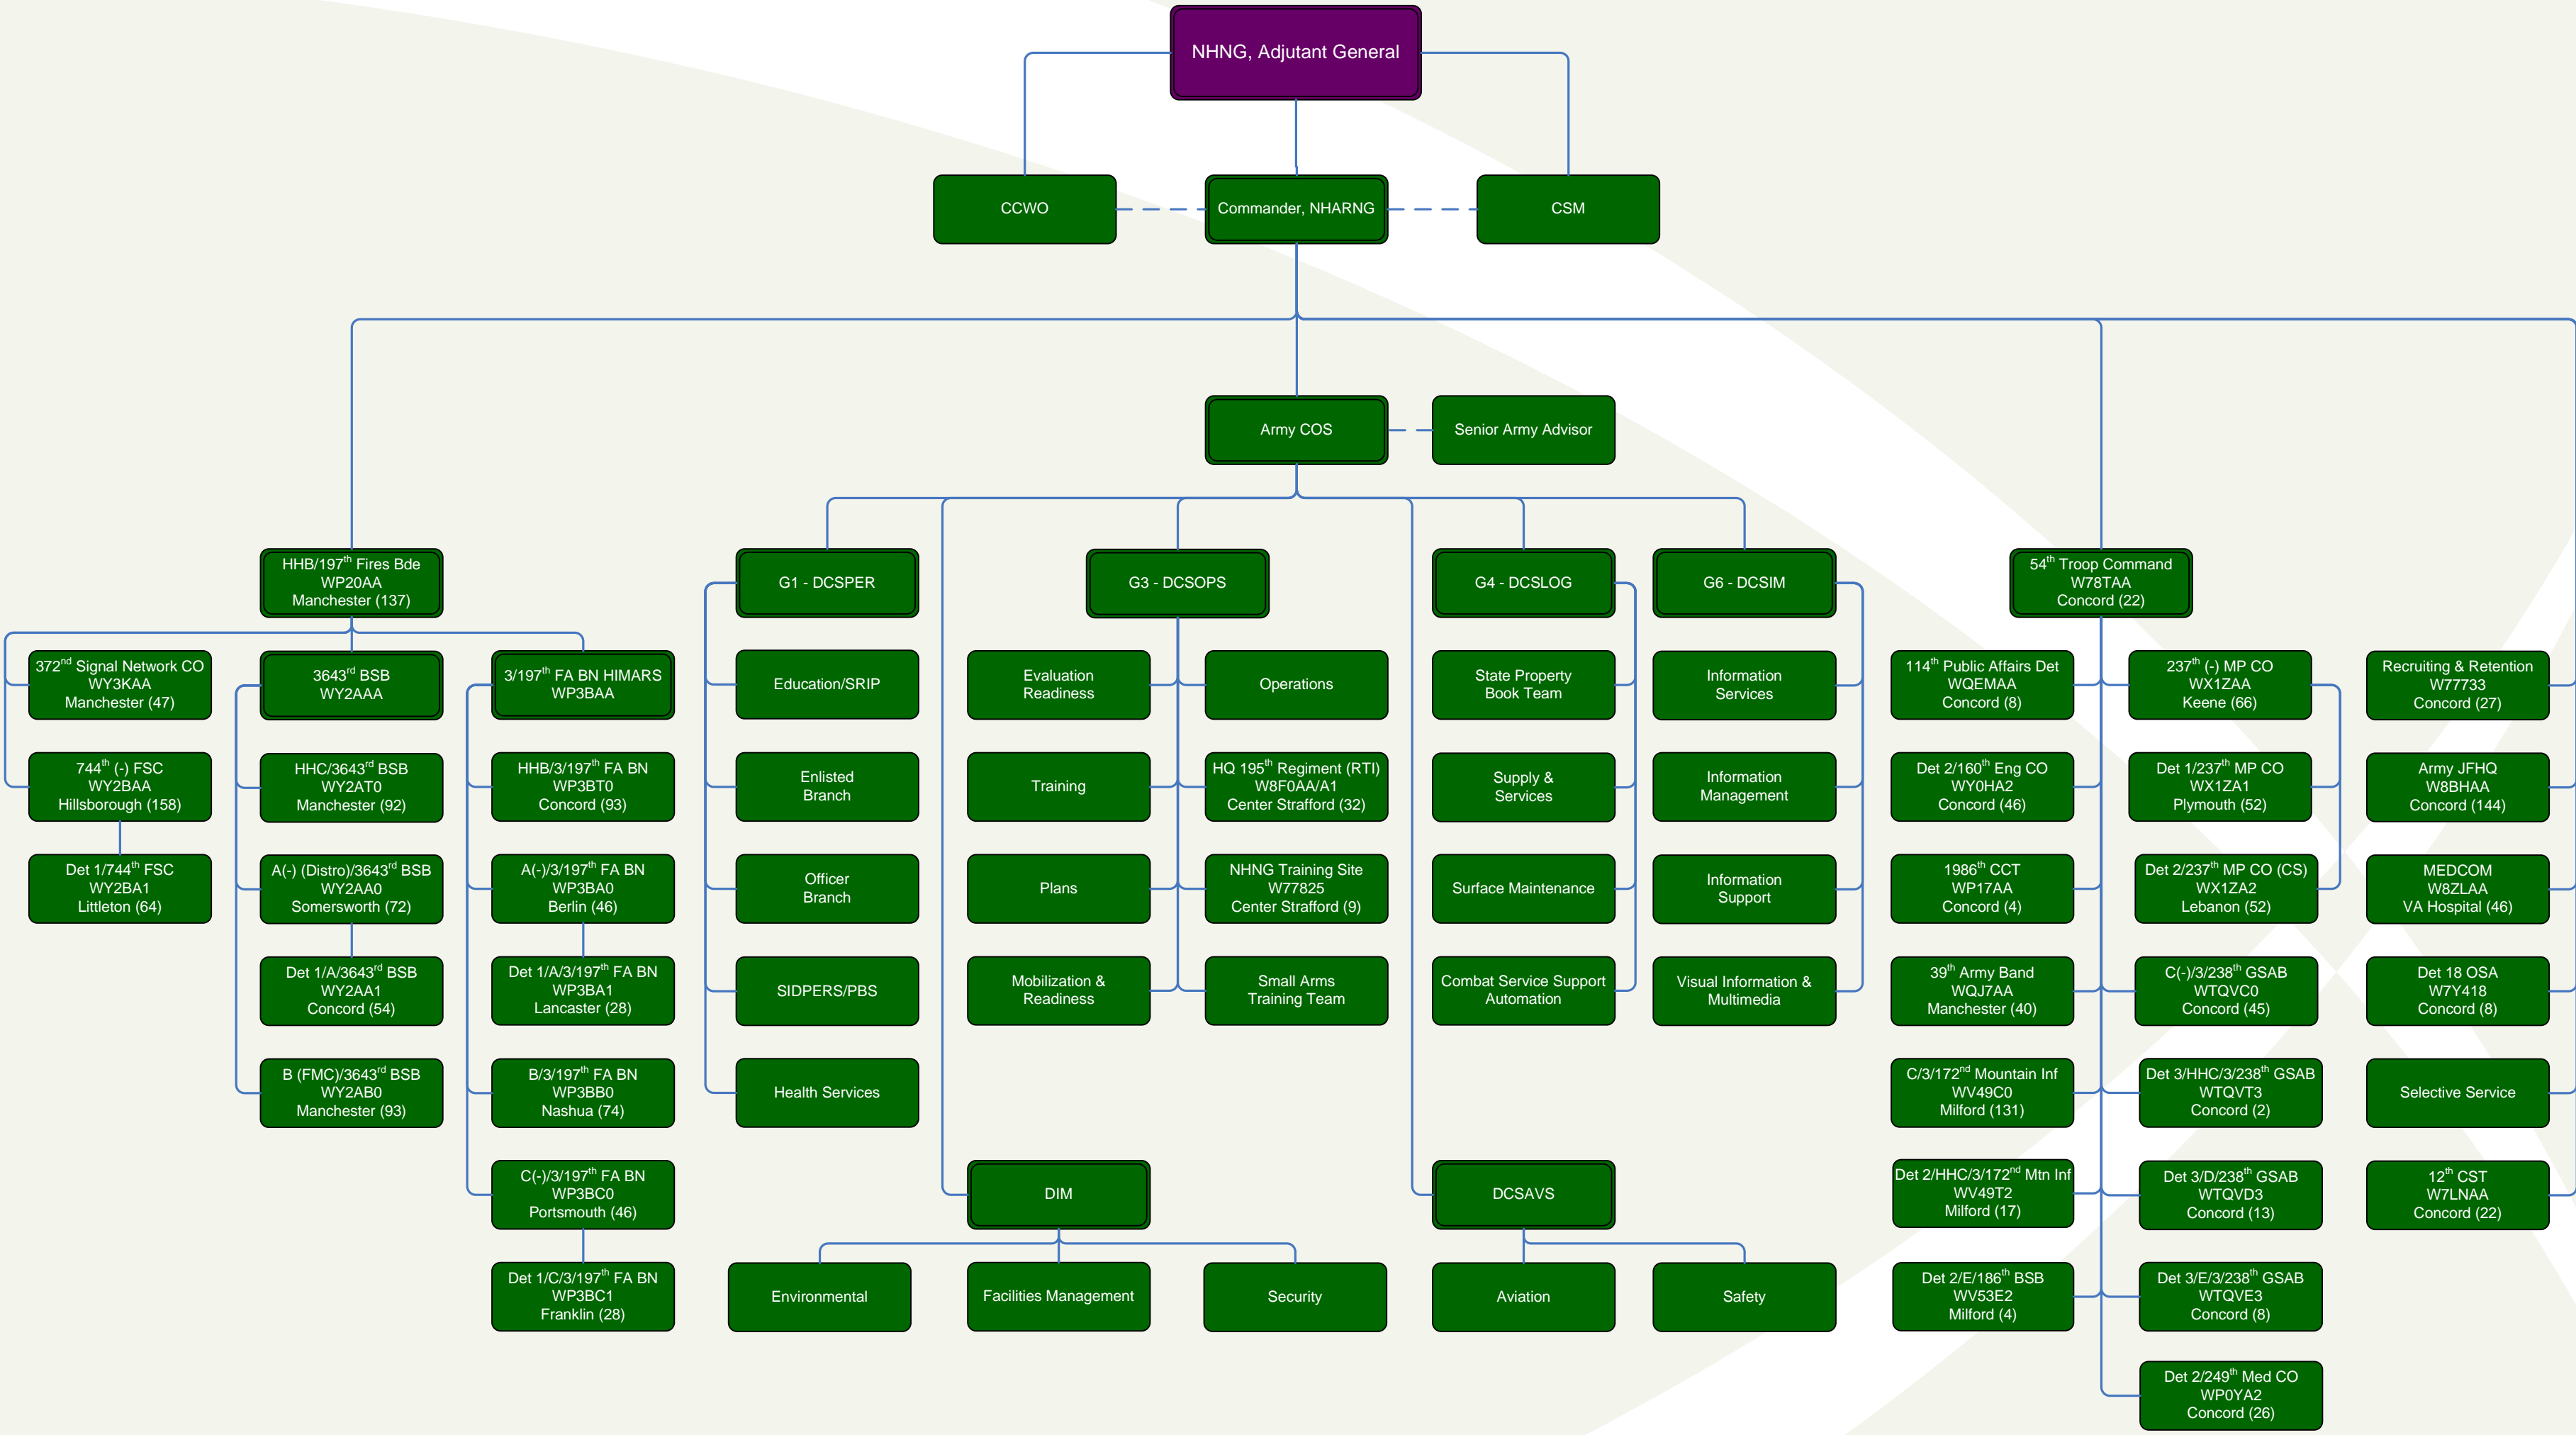 NHNG, Adjutant General
CCWO
Commander, NHARNG
CSM
Army COS
Senior Army Advisor
HHB/197th Fires Bde
WP20AA
Manchester (137)
372nd Signal Network CO
WY3KAA
Manchester (47)
744th (-) FSC
WY2BAA
Hillsborough (158)
Det 1/744th FSC
WY2BA1
Littleton (64)
3643rd BSB
WY2AAA
HHC/3643rd BSB
WY2AT0
Manchester (92)
A(-) (Distro)/3643rd BSB
WY2AA0
Somersworth (72)
Det 1/A/3643rd BSB
WY2AA1
Concord (54)
B (FMC)/3643rd BSB
WY2AB0
Manchester (93)
3/197th FA BN HIMARS
WP3BAA
HHB/3/197th FA BN
WP3BT0
Concord (93)
A(-)/3/197th FA BN
WP3BA0
Berlin (46)
Det 1/A/3/197th FA BN
WP3BA1
Lancaster (28)
B/3/197th FA BN
WP3BB0
Nashua (74)
C(-)/3/197th FA BN
WP3BC0
Portsmouth (46)
Det 1/C/3/197th FA BN
WP3BC1
Franklin (28)
G1 - DCSPER
Education/SRIP
Enlisted
Branch
Officer
Branch
SIDPERS/PBS
Health Services
G3 - DCSOPS
Evaluation
Readiness
Training
Plans
Mobilization &
Readiness
Operations
HQ 195th Regiment (RTI)
W8F0AA/A1
Center Strafford (32)
NHNG Training Site
W77825
Center Strafford (9)
Small Arms
Training Team
G4 - DCSLOG
State Property
Book Team
Supply &
Services
Surface Maintenance
Combat Service Support
Automation
G6 - DCSIM
Information
Services
Information
Management
Information
Support
Visual Information &
Multimedia
DIM
Environmental
Facilities Management
Security
DCSAVS
Aviation
Safety
54th Troop Command
W78TAA
Concord (22)
114th Public Affairs Det
WQEMAA
Concord (8)
Det 2/160th Eng CO
WY0HA2
Concord (46)
1986th CCT
WP17AA
Concord (4)
39th Army Band
WQJ7AA
Manchester (40)
C/3/172nd Mountain Inf
WV49C0
Milford (131)
Det 2/HHC/3/172nd Mtn Inf
WV49T2
Milford (17)
Det 2/E/186th BSB
WV53E2
Milford (4)
237th (-) MP CO
WX1ZAA
Keene (66)
Det 1/237th MP CO
WX1ZA1
Plymouth (52)
Det 2/237th MP CO (CS)
WX1ZA2
Lebanon (52)
C(-)/3/238th GSAB
WTQVC0
Concord (45)
Det 3/HHC/3/238th GSAB
WTQVT3
Concord (2)
Det 3/D/238th GSAB
WTQVD3
Concord (13)
Det 3/E/3/238th GSAB
WTQVE3
Concord (8)
Det 2/249th Med CO
WP0YA2
Concord (26)
Recruiting & Retention
W77733
Concord (27)
Army JFHQ
W8BHAA
Concord (144)
MEDCOM
W8ZLAA
VA Hospital (46)
Det 18 OSA
W7Y418
Concord (8)
Selective Service
12th CST
W7LNAA
Concord (22)